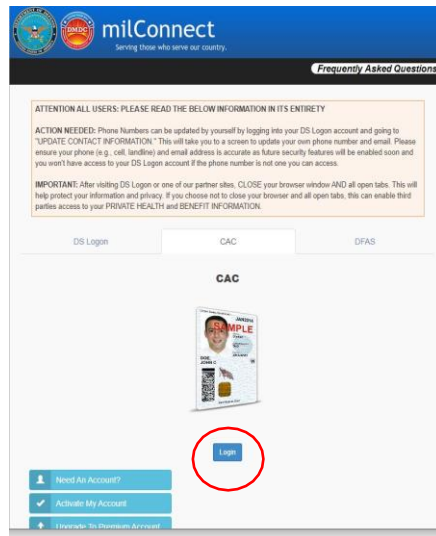 milConnect
DMDC
Serving those who serve our country.
Frequently Asked Questions
ATTENTION ALL USERS: PLEASE READ THE BELOW INFORMATION IN ITS ENTIRETY
ACTION NEEDED: Phone Numbers can be updated by yourself by logging into your DS Logon account and going to
"UPDATE CONTACT INFORMATION." This will take you to a screen to update your own phone number and email. Please
ensure your phone (e.g., cell, landline) and email address is accurate as future security features will be enabled soon and
you won't have access to your DS Logon account if the phone number is not one you can access.
IMPORTANT: After visiting DS Logon or one of our partner sites, CLOSE your browser window AND all open tabs. This will
help protect your information and privacy. If you choose not to close your browser and all open tabs, this can enable third
parties access to your PRIVATE HEALTH and BENEFIT INFORMATION.
DS Logon
CAC
DFAS
CAC
SAMPLE
DOE,
JOHN C
Login
Need An Account?
Activate My Account
Upgrade To Premium Account